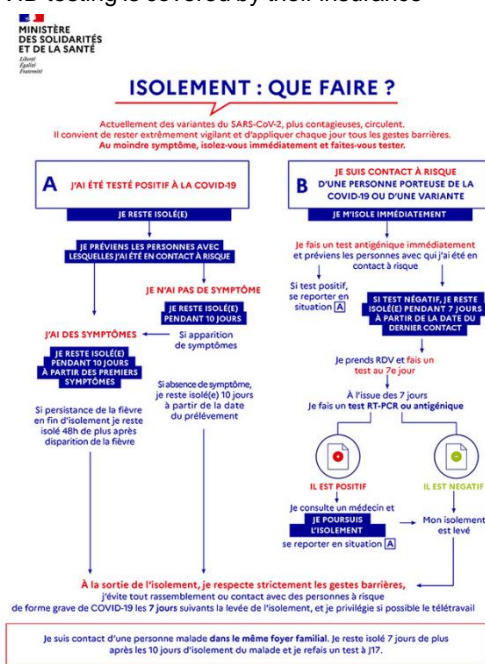 testing is covered by their insurance
MINISTÈRE
DES SOLIDARITÉS
ET DE LA SANTÉ
Liberté
Égalité
Fraternité
ISOLEMENT : QUE FAIRE ?
Actuellement des variantes du SARS-CoV-2, plus contagieuses, circulent.
Il convient de rester extrêmement vigilant et d'appliquer chaque jour tous les gestes barrières.
Au moindre symptôme, isolez-vous immédiatement et faites-vous tester.
A
J'AI ÉTÉ TESTÉ POSITIF À LA COVID-19
JE RESTE ISOLÉ(E)
JE PRÉVIENS LES PERSONNES AVEC
LESQUELLES J'AI ÉTÉ EN CONTACT À RISQUE
JE N'AI PAS DE SYMPTÔME
JE RESTE ISOLÉ(E)
PENDANT 10 JOURS
Si apparition
de symptômes
J'AI DES SYMPTÔMES
JE RESTE ISOLÉ(E)
PENDANT 10 JOURS
À PARTIR DES PREMIERS
SYMPTÔMES
Si persistance de la fièvre
en fin d'isolement je reste
isolé 48h de plus après
disparition de la fièvre
Si absence de symptôme,
je reste isolé(e) 10 jours
à partir de la date
du prélèvement
B
JE SUIS CONTACT À RISQUE
D'UNE PERSONNE PORTEUSE DE LA
COVID-19 OU D'UNE VARIANTE
JE M'ISOLE IMMÉDIATEMENT
Je fais un test antigénique immédiatement
et préviens les personnes avec qui j'ai été en
contact à risque
Si test positif,
se reporter en
situation A
SI TEST NÉGATIF, JE RESTE
ISOLÉ(E) PENDANT 7 JOURS
À PARTIR DE LA DATE DU
DERNIER CONTACT
Je prends RDV et fais un
test au 7e jour
À l'issue des 7 jours
Je fais un test RT-PCR ou antigénique
IL EST POSITIF
IL EST NÉGATIF
Je consulte un médecin et
JE POURSUIS
L'ISOLEMENT
se reporter en situation A
Mon isolement
est levé
À la sortie de l'isolement, je respecte strictement les gestes barrières,
j'évite tout rassemblement ou contact avec des personnes à risque
de forme grave de COVID-19 les 7 jours suivants la levée de l'isolement, et je privilégie si possible le télétravail
Je suis contact d'une personne malade dans le même foyer familial. Je reste isolé 7 jours de plus
après les 10 jours d'isolement du malade et je refais un test à J17.